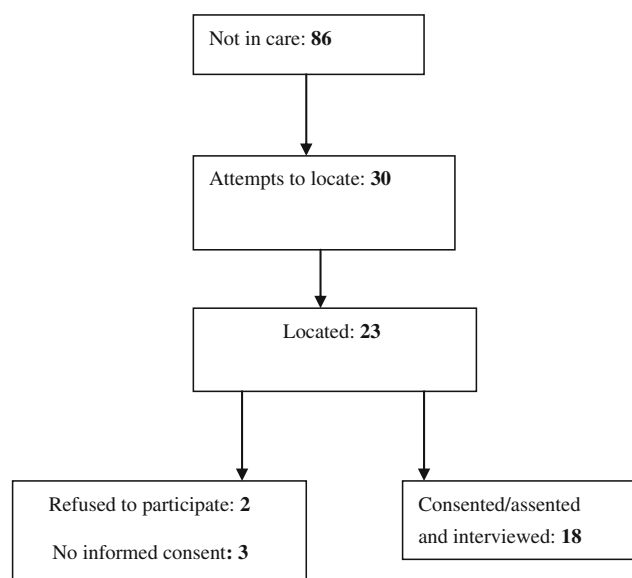 Not in care: 86
Attempts to locate: 30
Located: 23
Refused to participate: 2
No informed consent: 3
Consented/assented
and interviewed: 18